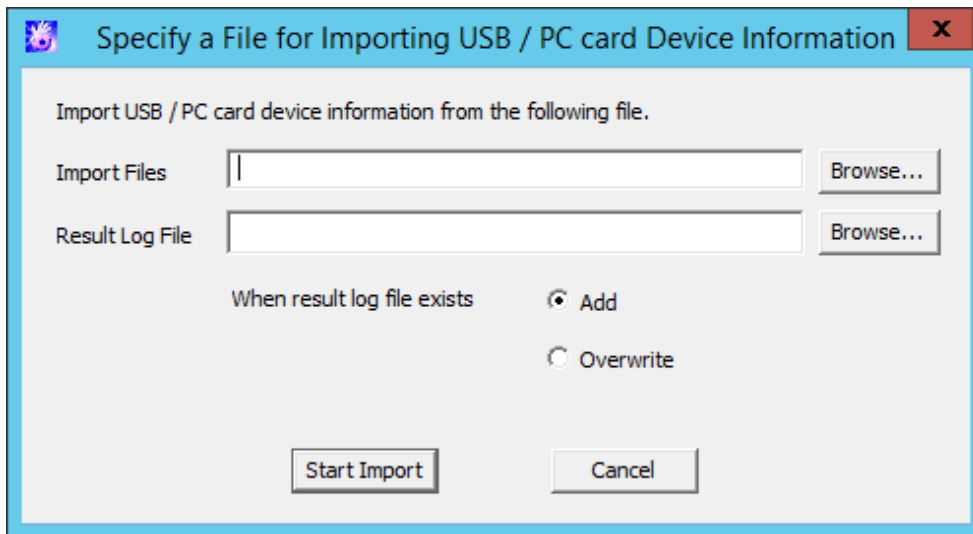 Specify a File for Importing USB / PC card Device Information
x
Import USB / PC card device information from the following file.
Import Files
Browse...
Result Log File
Browse...
When result log file exists
Add
Overwrite
Start Import
Cancel